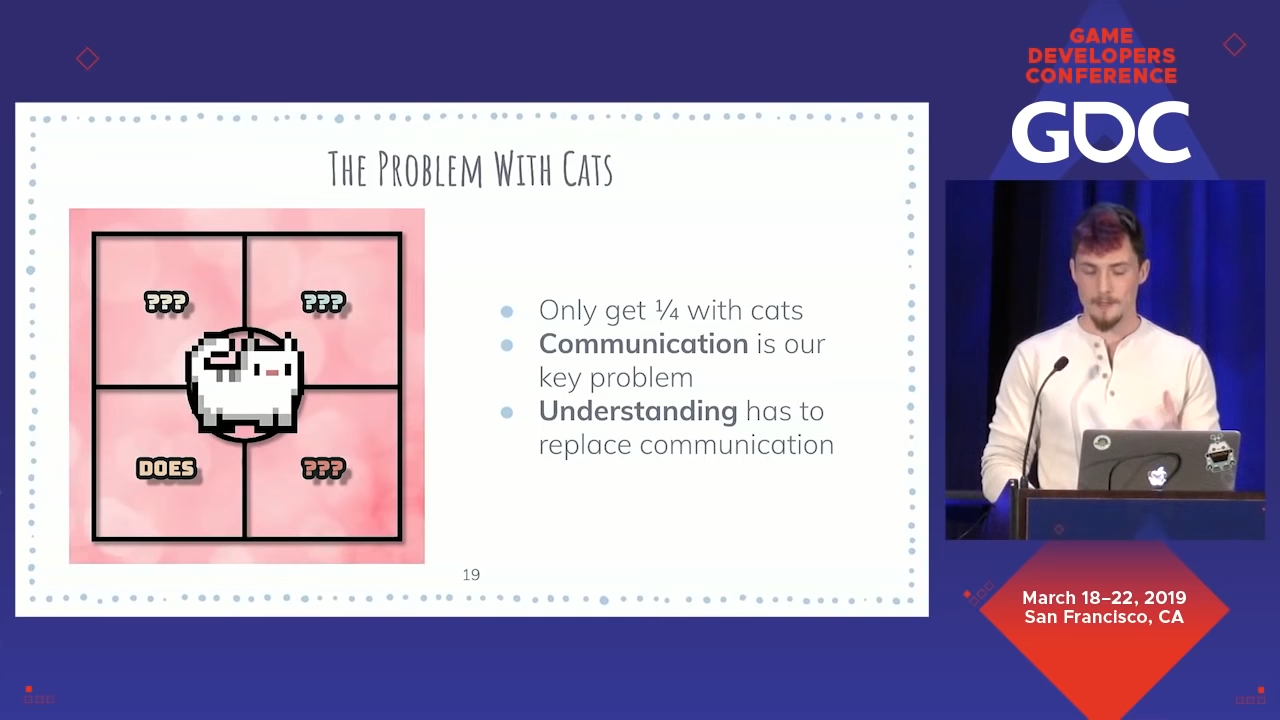 GAME
DEVELOPERS
CONFERENCE
GDC
THE PROBLEM WITH CATS
???
???
DOES
???
Only get ¼ with cats
Communication is our
key problem
Understanding has to
replace communication
19
March 18–22, 2019
San Francisco, CA